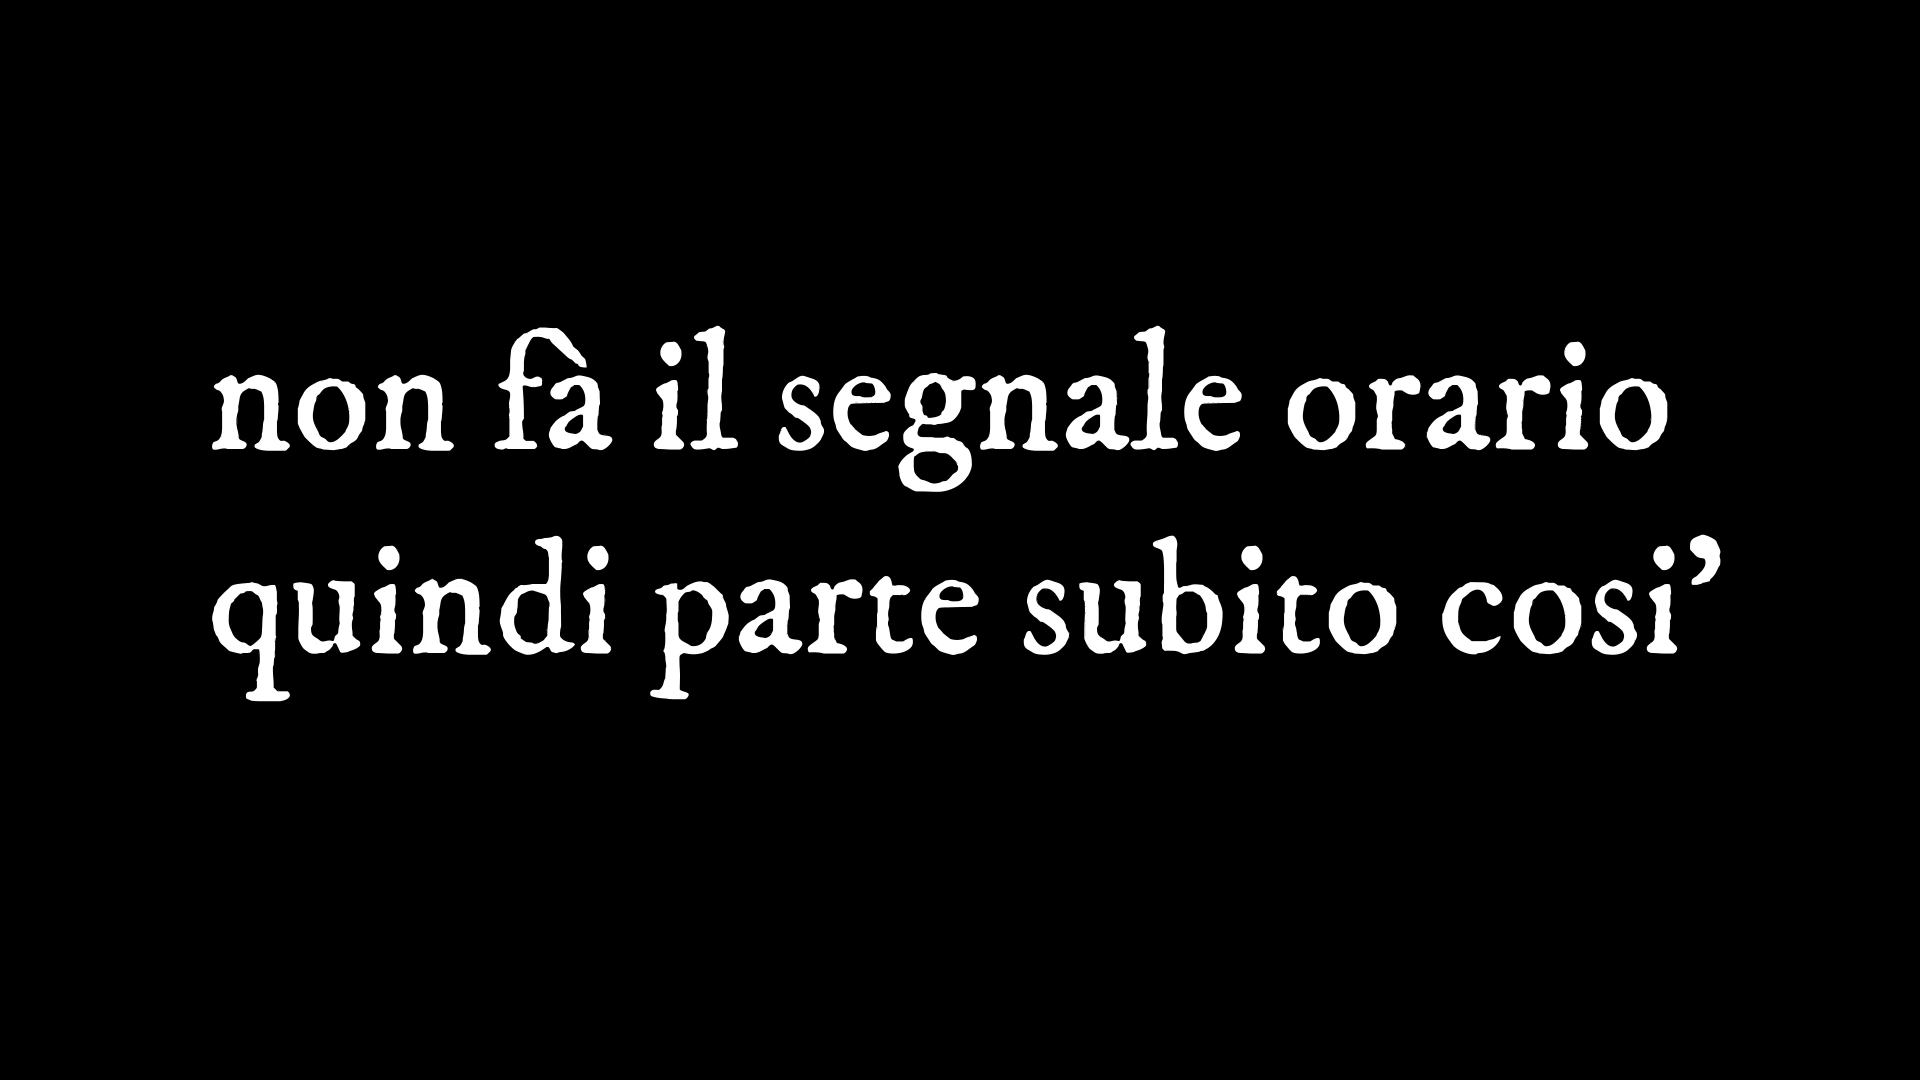 non fà il segnale orario
quindi parte subito cosi’